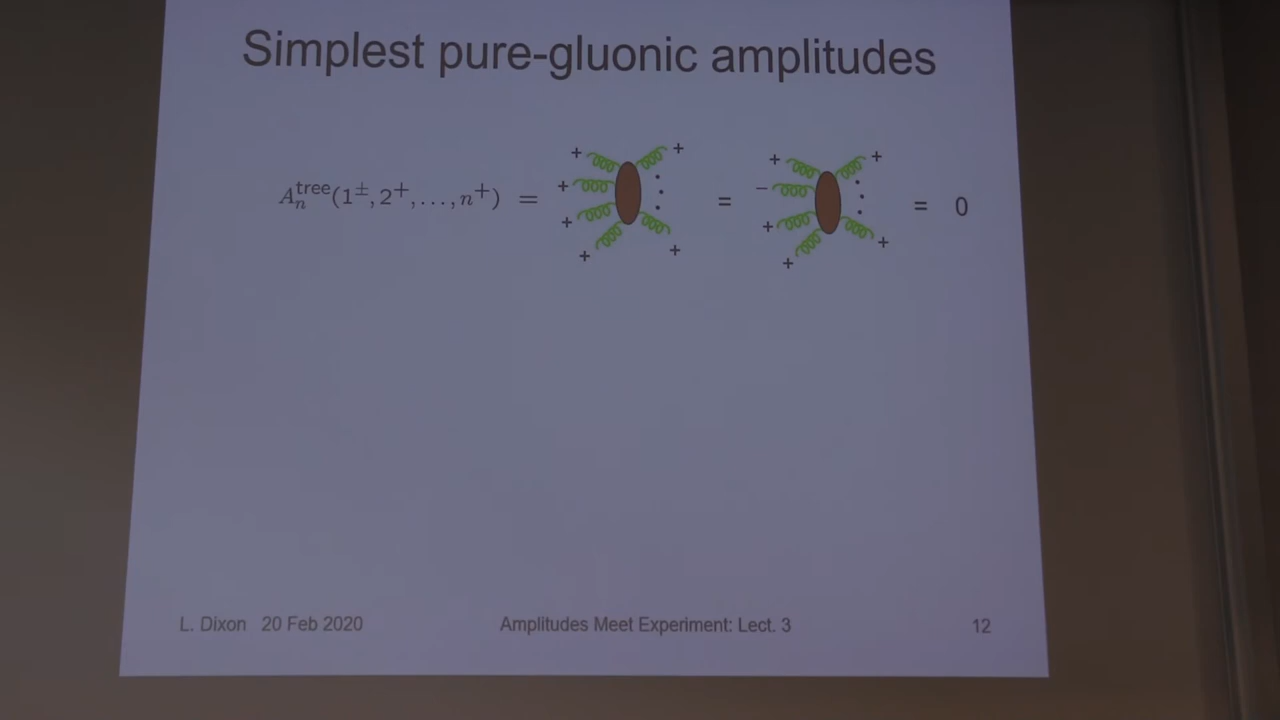 Simplest pure-gluonic amplitudes
+ + + +
A_n^tree(1^±, 2^+, ..., n^+) = + = − = 0
+ +
+ + + +
L. Dixon 20 Feb 2020 Amplitudes Meet Experiment: Lect. 3 12